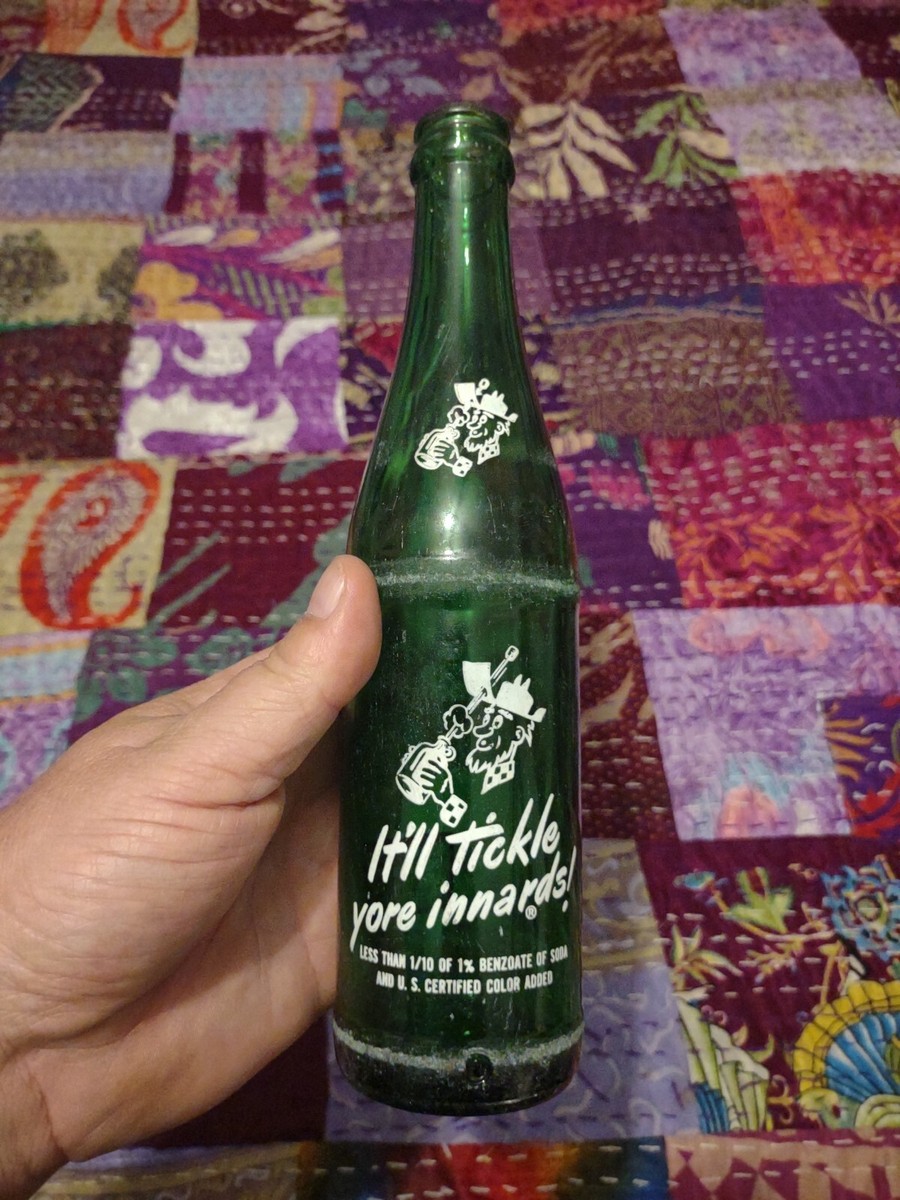 It'll Tickle
yore innards!
®
LESS THAN 1/10 OF 1% BENZOATE OF SODA
AND U. S. CERTIFIED COLOR ADDED